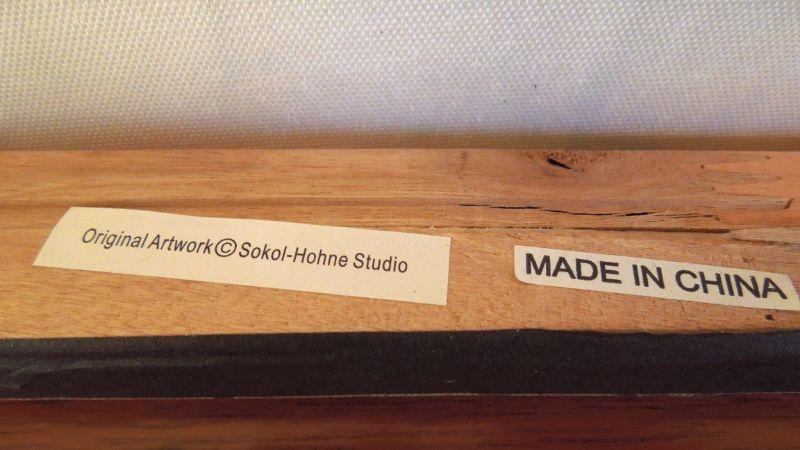 Original Artwork©Sokol-Hohne Studio
MADE IN CHINA